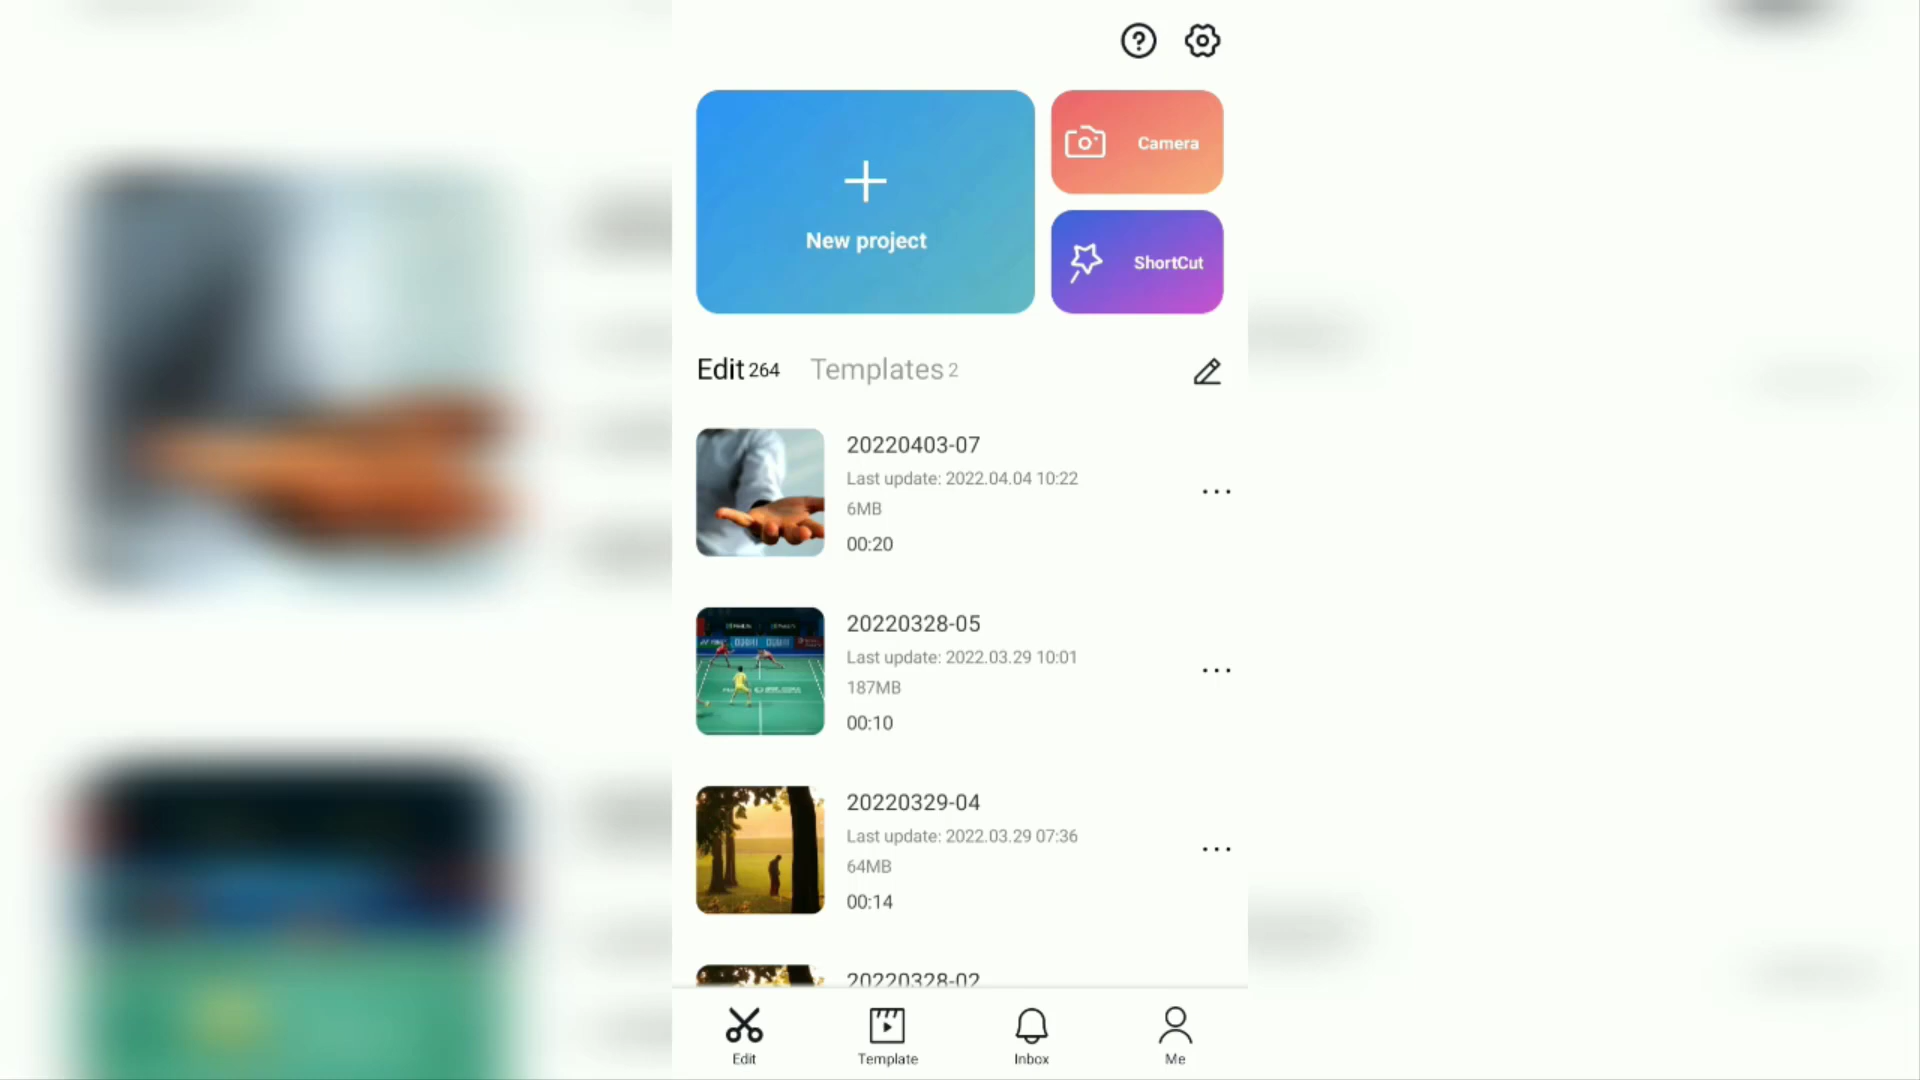 Camera
New project
ShortCut
Edit 264 Templates 2
20220403-07
Last update: 2022.04.04 10:22
6MB
00:20
20220328-05
Last update: 2022.03.29 10:01
187MB
00:10
20220329-04
Last update: 2022.03.29 07:36
64MB
00:14
20220328-02
Edit Template Inbox Me